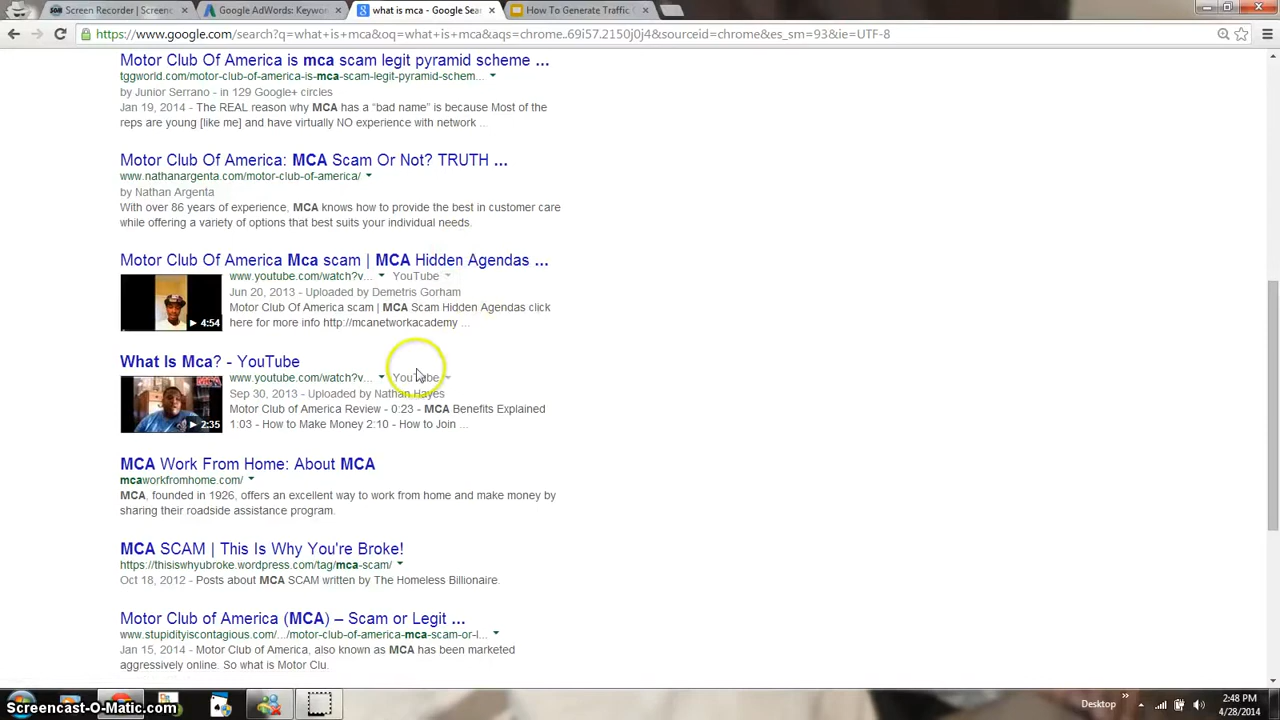 Screen Recorder | Screenc
Google AdWords: Keywor
what is mca - Google Sea
How To Generate Traffic
https://www.google.com/search?q=what+is+mca&oq=what+is+mca&aqs=chrome..69i57.2150j0j4&sourceid=chrome&es_sm=93&ie=UTF-8
Motor Club Of America is mca scam legit pyramid scheme ...
tggworld.com/motor-club-of-america-is-mca-scam-legit-pyramid-schem...
by Junior Serrano - in 129 Google+ circles
Jan 19, 2014 - The REAL reason why MCA has a “bad name” is because Most of the
reps are young [like me] and have virtually NO experience with network ...
Motor Club Of America: MCA Scam Or Not? TRUTH ...
www.nathanargenta.com/motor-club-of-america/
by Nathan Argenta
With over 86 years of experience, MCA knows how to provide the best in customer care
while offering a variety of options that best suits your individual needs.
Motor Club Of America Mca scam | MCA Hidden Agendas ...
www.youtube.com/watch?v... YouTube
Jun 20, 2013 - Uploaded by Demetris Gorham
Motor Club Of America scam | MCA Scam Hidden Agendas click
here for more info http://mcanetworkacademy ...
4:54
What Is Mca? - YouTube
www.youtube.com/watch?v... YouTube
Sep 30, 2013 - Uploaded by Nathan Hayes
Motor Club of America Review - 0:23 - MCA Benefits Explained
1:03 - How to Make Money 2:10 - How to Join ...
MCA
2:35
MCA Work From Home: About MCA
mcaworkfromhome.com/
MCA, founded in 1926, offers an excellent way to work from home and make money by
sharing their roadside assistance program.
MCA SCAM | This Is Why You're Broke!
https://thisiswhyubroke.wordpress.com/tag/mca-scam/
Oct 18, 2012 - Posts about MCA SCAM written by The Homeless Billionaire.
Motor Club of America (MCA) – Scam or Legit ...
www.stupidityiscontagious.com/.../motor-club-of-america-mca-scam-or-l...
Jan 15, 2014 - Motor Club of America, also known as MCA has been marketed
aggressively online. So what is Motor Clu.
Screencast-O-Matic.com
Desktop
2:48 PM
4/28/2014